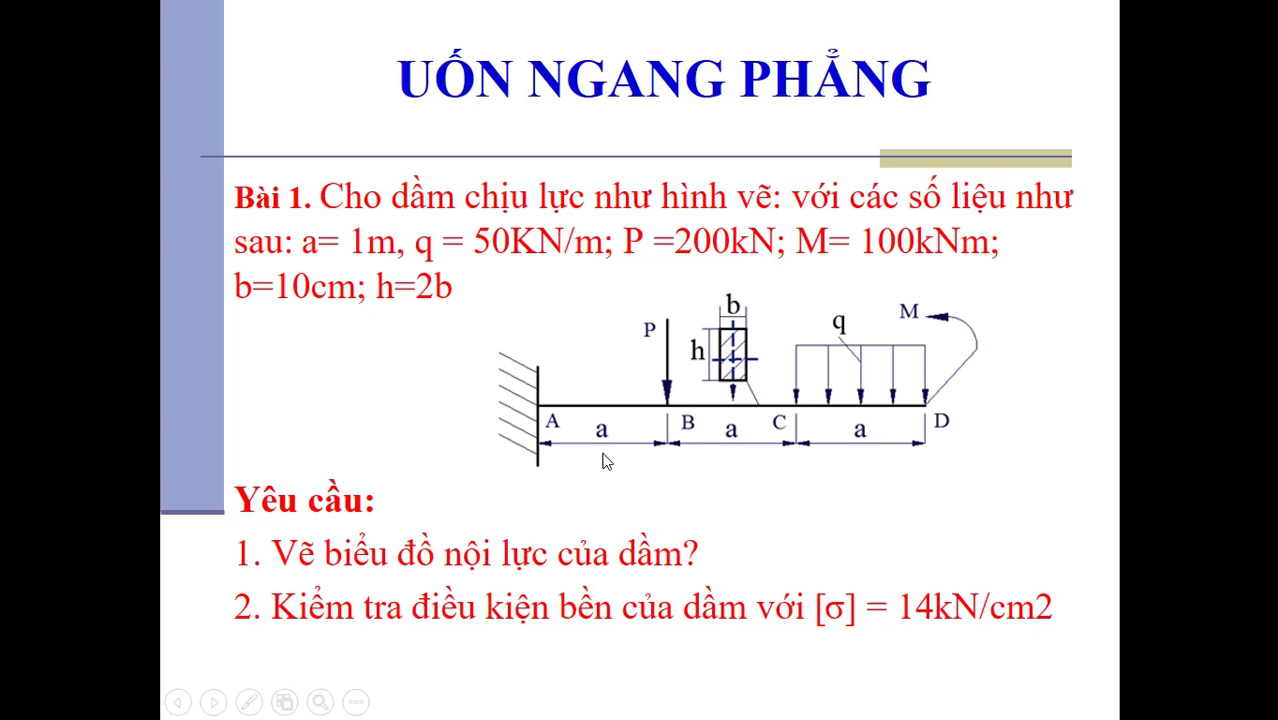 UỐN NGANG PHẲNG
Bài 1. Cho dầm chịu lực như hình vẽ: với các số liệu như
sau: a= 1m, q = 50KN/m; P =200kN; M= 100kNm;
b=10cm; h=2b
b
M
P
q
h
A
B
C
D
a
a
a
Yêu cầu:
1. Vẽ biểu đồ nội lực của dầm?
2. Kiểm tra điều kiện bền của dầm với [σ] = 14kN/cm2